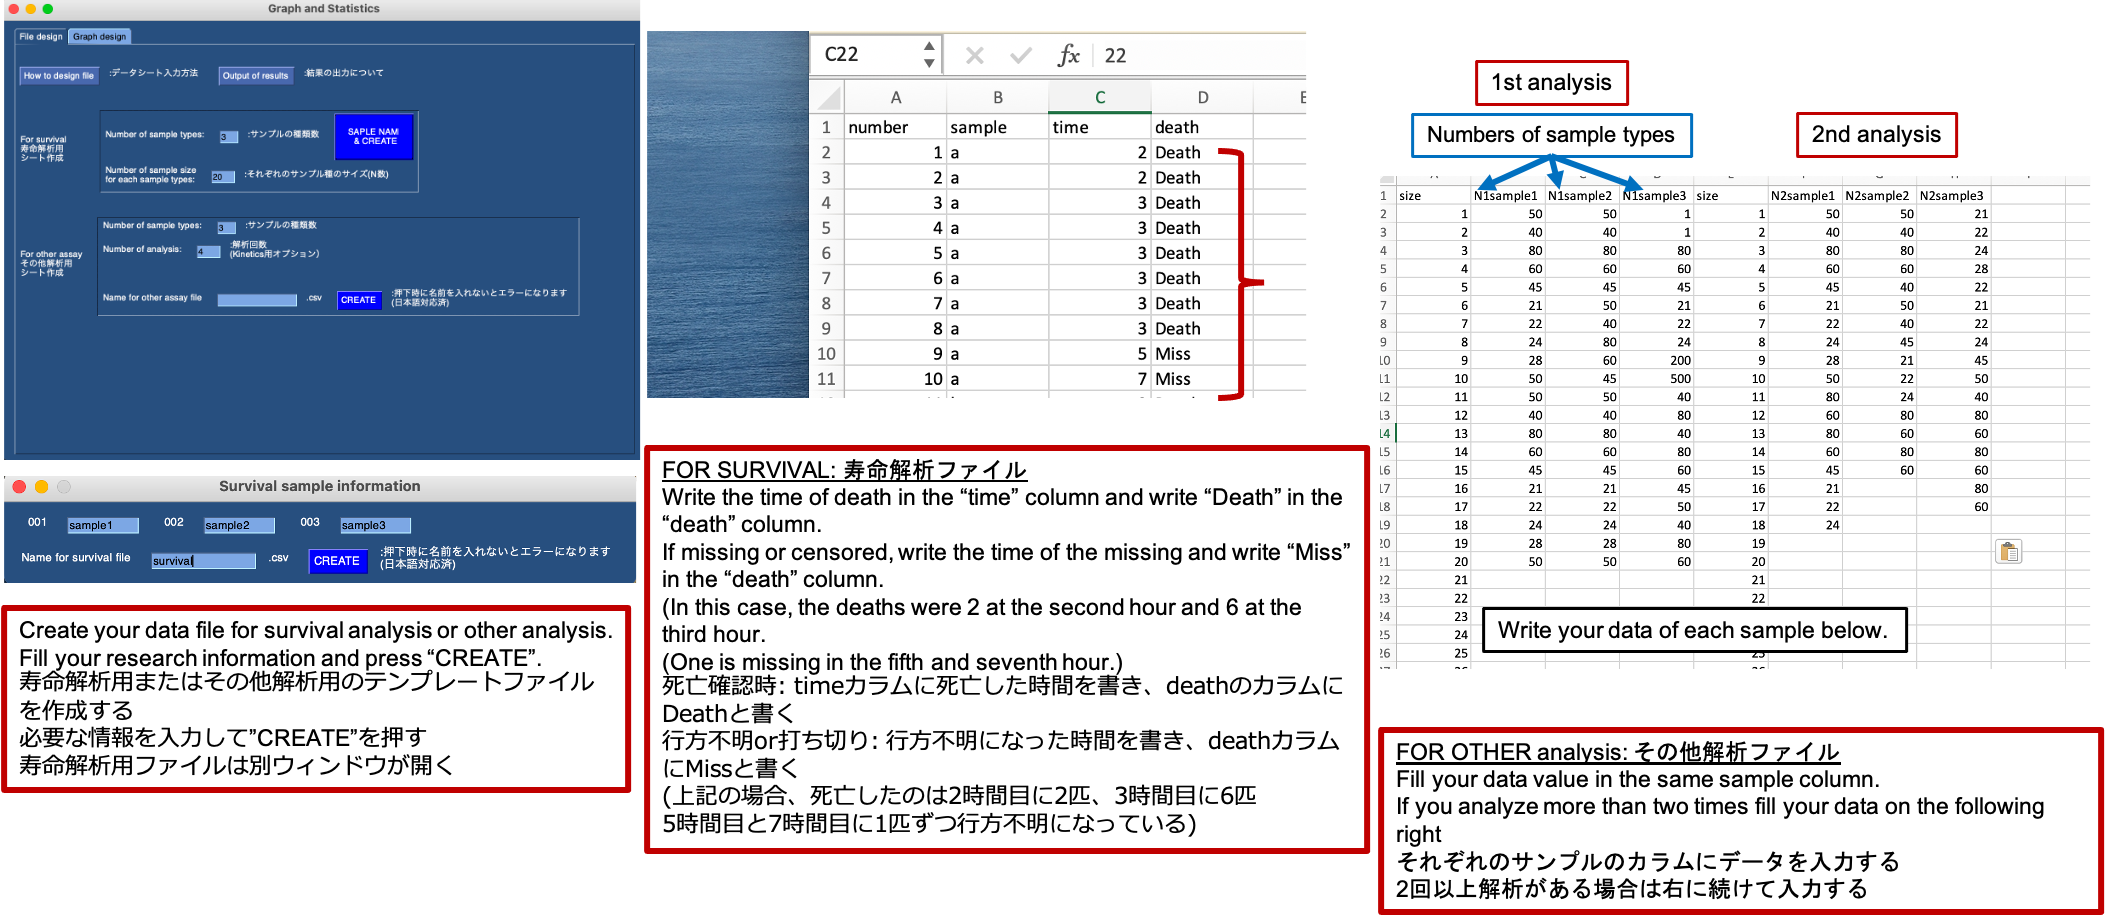 Graph and Statistics
File design
Graph design
How to design file
:データシート入力方法
Output of results
:結果の出力について
For survival
寿命解析用
シート作成
Number of sample types:
3
:サンプルの種類数
SAPLE NAM
& CREATE
Number of sample size
for each sample types:
20
:それぞれのサンプル種のサイズ(N数)
For other assay
その他解析用
シート作成
Number of sample types:
3
:サンプルの種類数
Number of analysis:
4
:解析回数
(Kinetics用オプション)
Name for other assay file
.csv
CREATE
:押下時に名前を入れないとエラーになります
(日本語対応済)
Survival sample information
001 sample1 002 sample2 003 sample3
Name for survival file survival .csv CREATE
:押下時に名前を入れないとエラーになります
(日本語対応済)
Create your data file for survival analysis or other analysis.
Fill your research information and press “CREATE”.
寿命解析用またはその他解析用のテンプレートファイル
を作成する
必要な情報を入力して”CREATE”を押す
寿命解析用ファイルは別ウィンドウが開く
C22 fx 22
A B C D E
1 number sample time death
2 1 a 2 Death
3 2 a 2 Death
4 3 a 3 Death
5 4 a 3 Death
6 5 a 3 Death
7 6 a 3 Death
8 7 a 3 Death
9 8 a 3 Death
10 9 a 5 Miss
11 10 a 7 Miss
FOR SURVIVAL: 寿命解析ファイル
Write the time of death in the “time” column and write “Death” in the
“death” column.
If missing or censored, write the time of the missing and write “Miss”
in the “death” column.
(In this case, the deaths were 2 at the second hour and 6 at the
third hour.
(One is missing in the fifth and seventh hour.)
死亡確認時: timeカラムに死亡した時間を書き、deathのカラムに
Deathと書く
行方不明or打ち切り: 行方不明になった時間を書き、deathカラム
にMissと書く
(上記の場合、死亡したのは2時間目に2匹、3時間目に6匹
5時間目と7時間目に1匹ずつ行方不明になっている)
1st analysis
Numbers of sample types
2nd analysis
1 size N1sample1 N1sample2 N1sample3 size N2sample1 N2sample2 N2sample3
2 1 50 50 1 1 50 50 21
3 2 40 40 1 2 40 40 22
4 3 80 80 80 3 80 80 24
5 4 60 60 60 4 60 60 28
6 5 45 45 45 5 45 40 22
7 6 21 50 21 6 21 50 21
8 7 22 40 22 7 22 40 22
9 8 24 80 24 8 24 45 24
10 9 28 60 200 9 28 21 45
11 10 50 45 500 10 50 22 50
12 11 50 50 40 11 80 24 40
13 12 40 40 80 12 60 80 80
14 13 80 80 40 13 80 60 60
15 14 60 60 80 14 60 80 80
16 15 45 45 60 15 45 60 60
17 16 21 21 45 16 21 80
18 17 22 22 50 17 22 60
19 18 24 24 40 18 24
20 19 28 28 80 19
21 20 50 50 60 20
22 21 21
23 22 22
24 23
25 24
26 25
Write your data of each sample below.
FOR OTHER analysis: その他解析ファイル
Fill your data value in the same sample column.
If you analyze more than two times fill your data on the following
right
それぞれのサンプルのカラムにデータを入力する
2回以上解析がある場合は右に続けて入力する